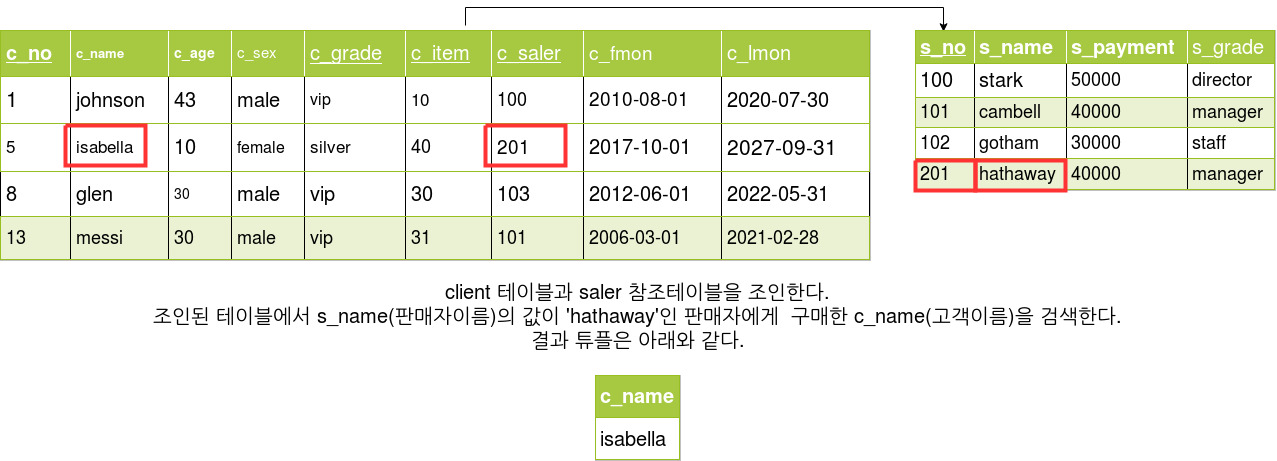 c_no c_name c_age c_sex c_grade c_item c_saler c_fmon c_lmon
1 johnson 43 male vip 10 100 2010-08-01 2020-07-30
5 isabella 10 female silver 40 201 2017-10-01 2027-09-31
8 glen 30 male vip 30 103 2012-06-01 2022-05-31
13 messi 30 male vip 31 101 2006-03-01 2021-02-28
s_no s_name s_payment s_grade
100 stark 50000 director
101 cambell 40000 manager
102 gotham 30000 staff
201 hathaway 40000 manager
client 테이블과 saler 참조테이블을 조인한다.
조인된 테이블에서 s_name(판매자이름)의 값이 'hathaway'인 판매자에게 구매한 c_name(고객이름)을 검색한다.
결과 튜플은 아래와 같다.
c_name
isabella